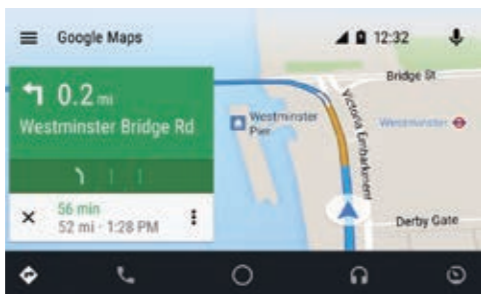 Google Maps
12:32
0.2 mi
Westminster Bridge Rd
56 min
52 mi · 1:28 PM
Bridge St
Westminster
Pier
Victoria Embankment
Westminster
Derby Gate